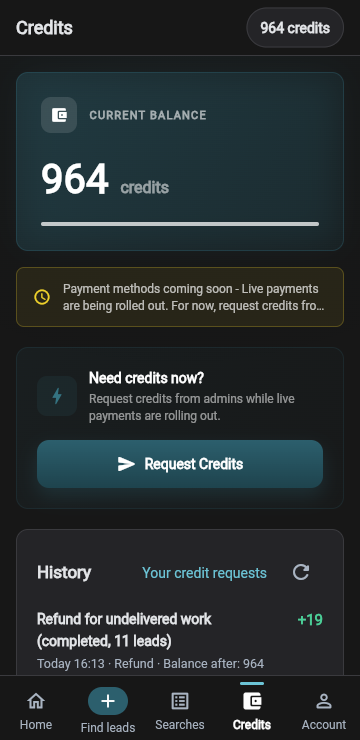 Credits
964 credits
CURRENT BALANCE
964 credits
Payment methods coming soon - Live payments
are being rolled out. For now, request credits fro...
Need credits now?
Request credits from admins while live
payments are rolling out.
Request Credits
History
Your credit requests
Refund for undelivered work
(completed, 11 leads)
+19
Today 16:13 · Refund · Balance after: 964
Home
Find leads
Searches
Credits
Account